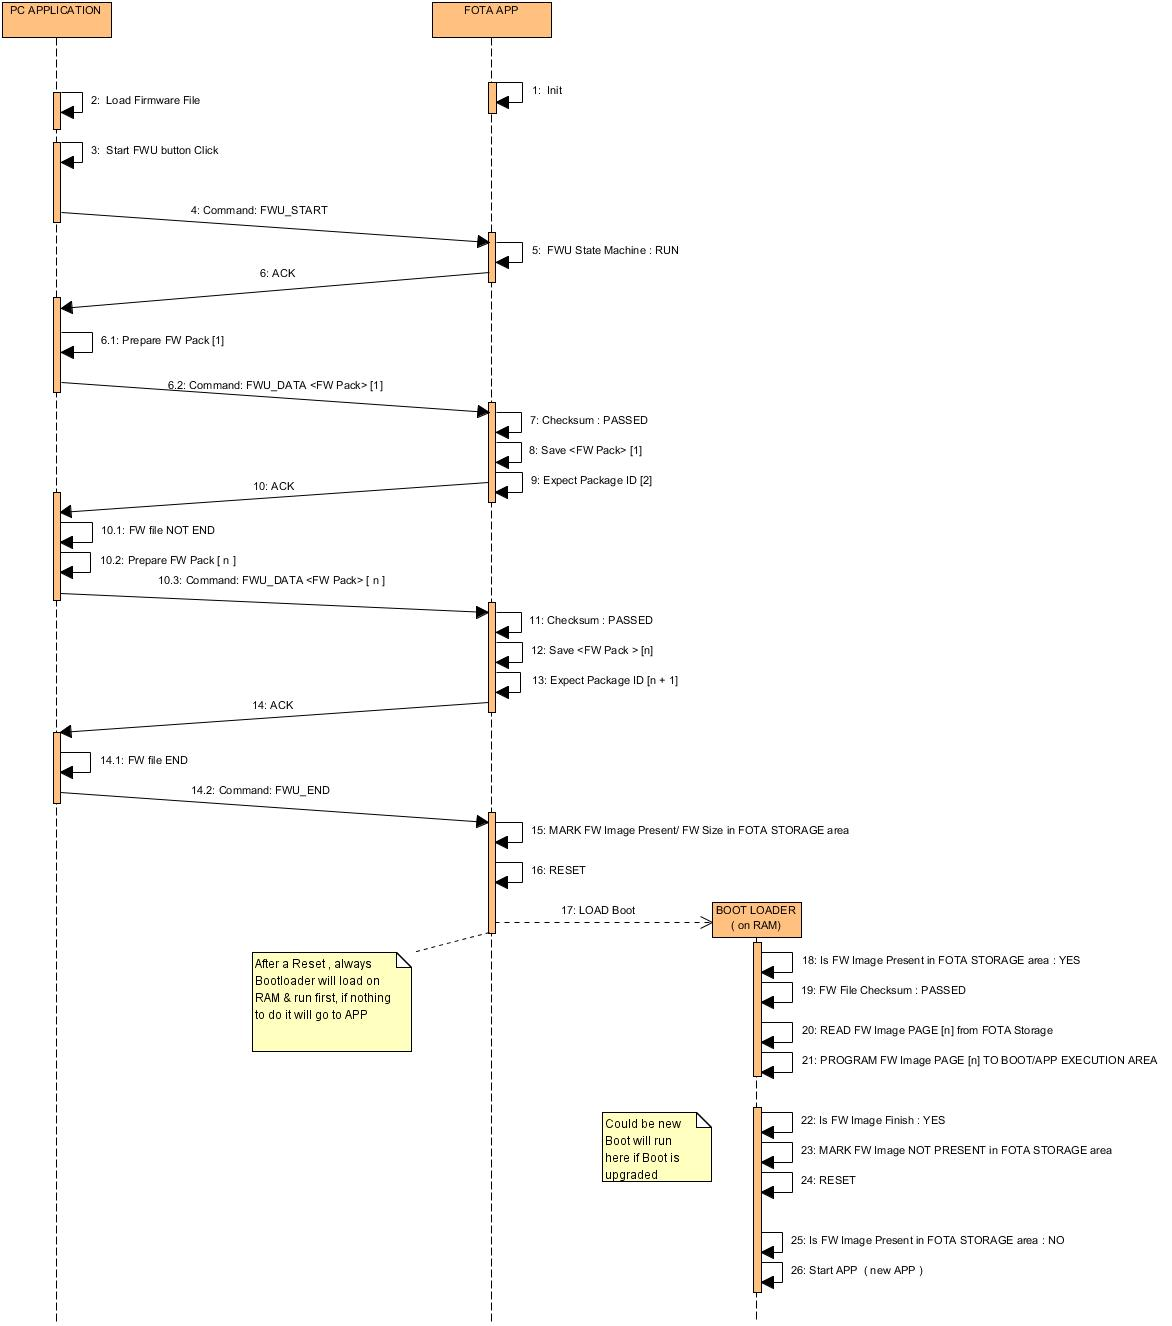 PC APPLICATION
FOTA APP
1: Init
2: Load Firmware File
3: Start FWU button Click
4: Command: FWU_START
5: FWU State Machine : RUN
6: ACK
6.1: Prepare FW Pack [1]
6.2: Command: FWU_DATA <FW Pack> [1]
7: Checksum : PASSED
8: Save <FW Pack> [1]
9: Expect Package ID [2]
10: ACK
10.1: FW file NOT END
10.2: Prepare FW Pack [ n ]
10.3: Command: FWU_DATA <FW Pack> [ n ]
11: Checksum : PASSED
12: Save <FW Pack > [n]
13: Expect Package ID [n + 1]
14: ACK
14.1: FW file END
14.2: Command: FWU_END
15: MARK FW Image Present/ FW Size in FOTA STORAGE area
16: RESET
17: LOAD Boot
BOOT LOADER
( on RAM)
After a Reset , always
Bootloader will load on
RAM & run first, if nothing
to do it will go to APP
18: Is FW Image Present in FOTA STORAGE area : YES
19: FW File Checksum : PASSED
20: READ FW Image PAGE [n] from FOTA Storage
21: PROGRAM FW Image PAGE [n] TO BOOT/APP EXECUTION AREA
Could be new
Boot will run
here if Boot is
upgraded
22: Is FW Image Finish : YES
23: MARK FW Image NOT PRESENT in FOTA STORAGE area
24: RESET
25: Is FW Image Present in FOTA STORAGE area : NO
26: Start APP ( new APP )